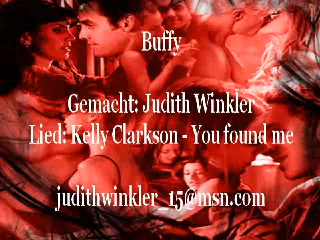 Buffy
Gemacht: Judith Winkler
Lied: Kelly Clarkson - You found me
judithwinkler_15@msn.com